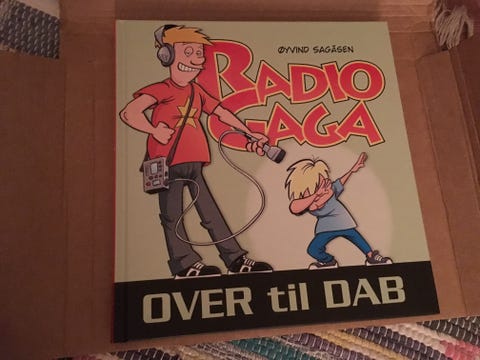 ØYVIND SAGÅSEN
RADIO
GAGA
OVER til DAB